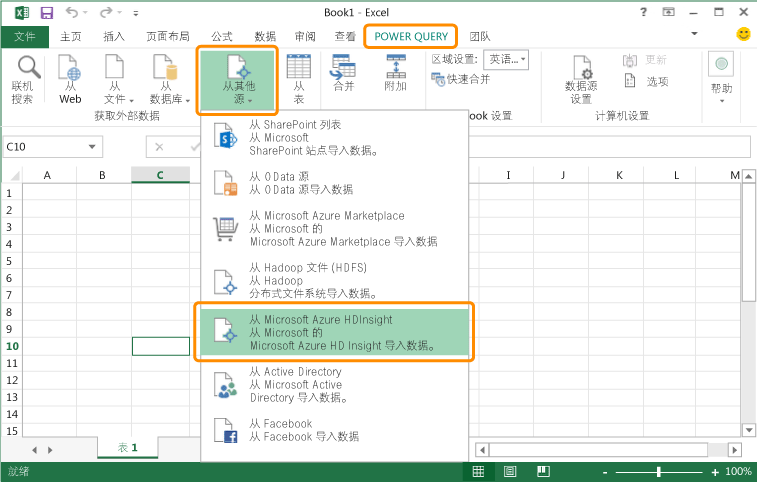 Book1 - Excel
?
文件 主页 插入 页面布局 公式 数据 审阅 查看 POWER QUERY 团队
联机
搜索
从
Web
从
文件
从
数据库
获取外部数据
从其他
源
从
表
合并
附加
区域设置: 英语...
快速合并
ook 设置
数据源
设置
更新
选项
计算机设置
帮助
C10
从 SharePoint 列表
从 Microsoft
SharePoint 站点导入数据。
从 0 Data 源
从 0 Data 源导入数据
从 Microsoft Azure Marketplace
从 Microsoft 的
Microsoft Azure Marketplace 导入数据
从 Hadoop 文件 (HDFS)
从 Hadoop
分布式文件系统导入数据。
从 Microsoft Azure HDInsight
从 Microsoft 的
Microsoft Azure HD Insight 导入数据。
从 Active Directory
从 Microsoft Active
Directory 导入数据。
从 Facebook
从 Facebook 导入数据
A B C I J K L M
1
2
3
4
5
6
7
8
9
10
11
12
13
14
15
表 1
就绪
- + 100%